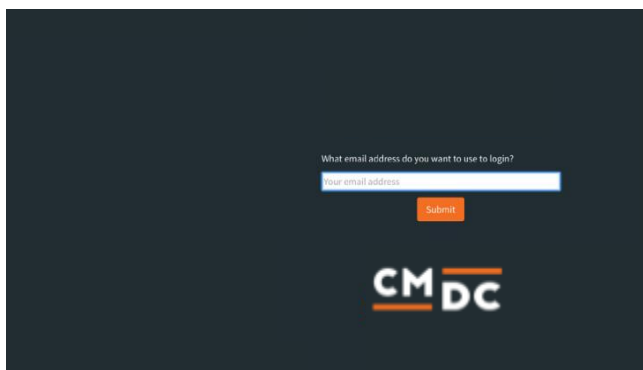 What email address do you want to use to login?
Your email address
Submit
CM DC